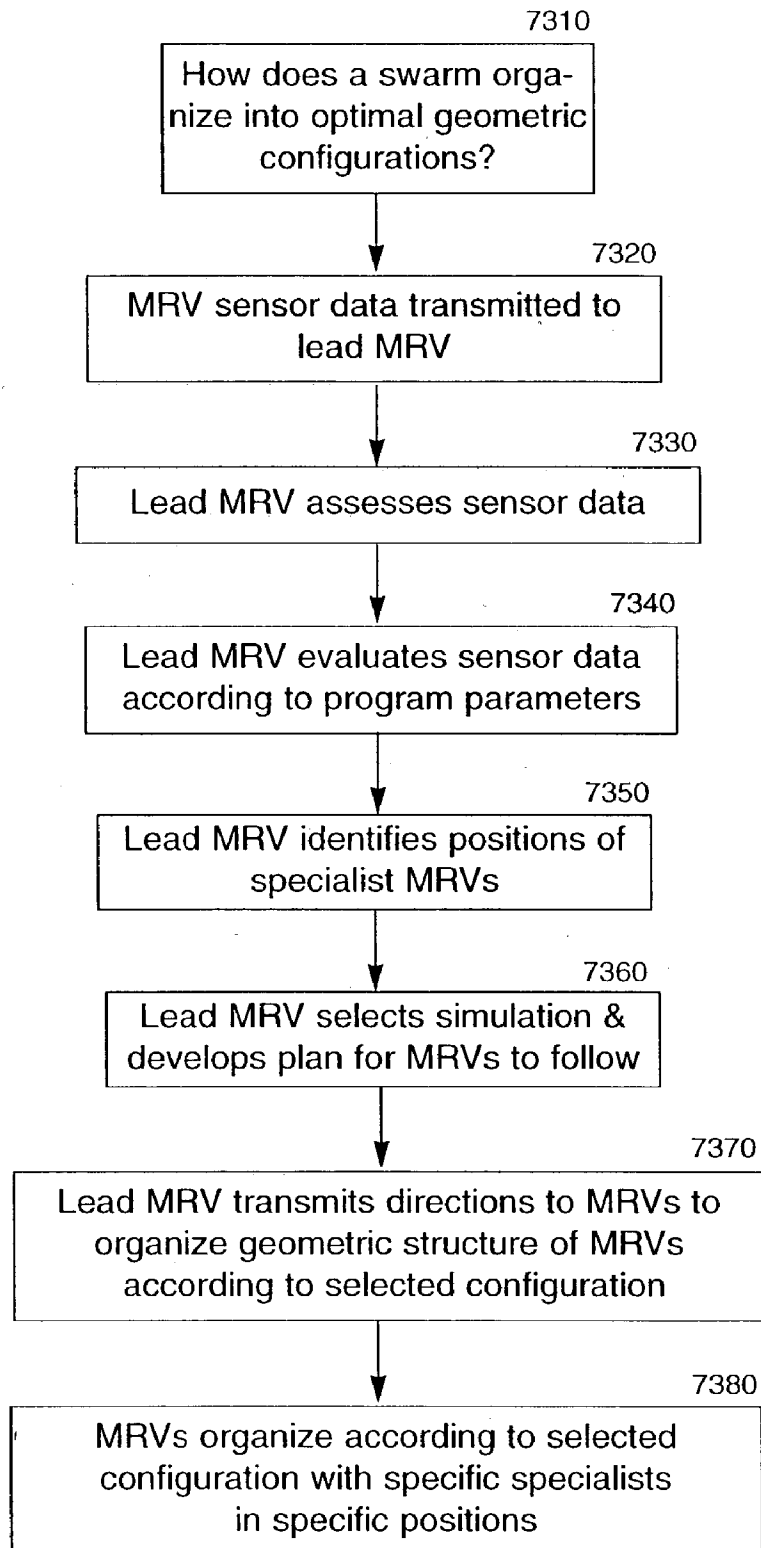 7310
How does a swarm orga-
nize into optimal geometric
configurations?
7320
MRV sensor data transmitted to
lead MRV
7330
Lead MRV assesses sensor data
7340
Lead MRV evaluates sensor data
according to program parameters
7350
Lead MRV identifies positions of
specialist MRVs
7360
Lead MRV selects simulation &
develops plan for MRVs to follow
7370
Lead MRV transmits directions to MRVs to
organize geometric structure of MRVs
according to selected configuration
7380
MRVs organize according to selected
configuration with specific specialists
in specific positions